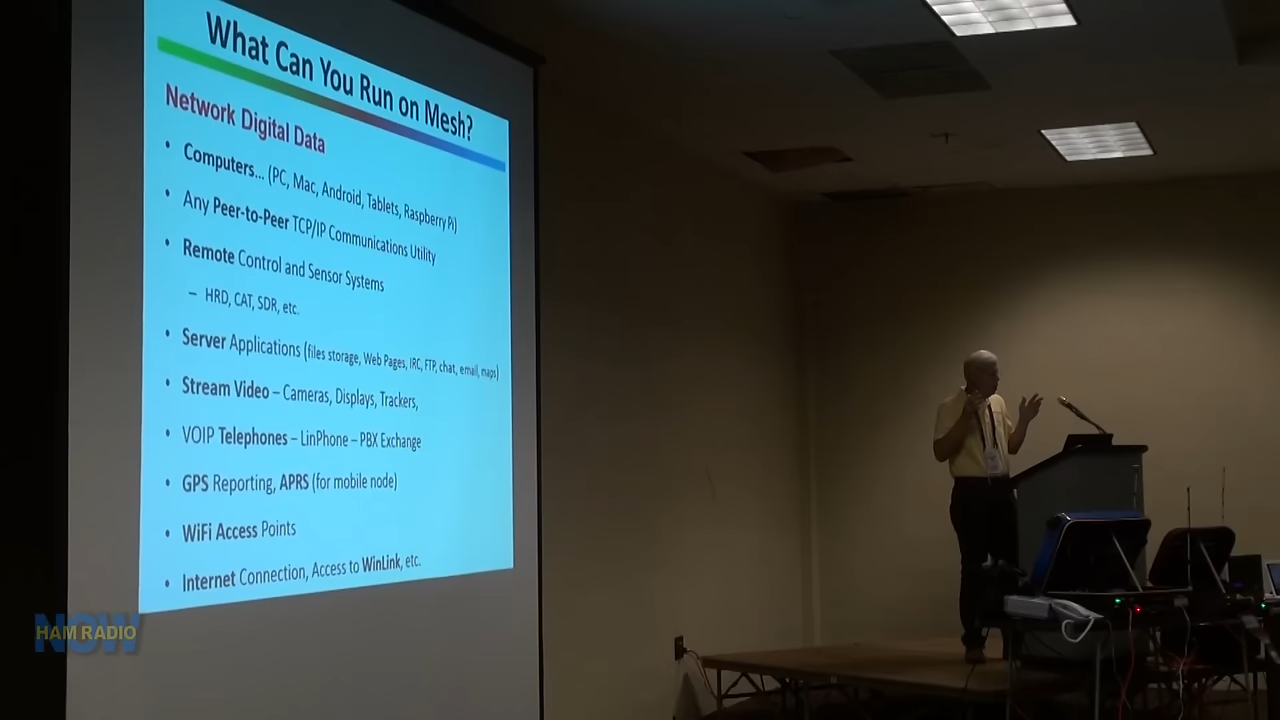 What Can You Run on Mesh?
Network Digital Data
• Computers... (PC, Mac, Android, Tablets, Raspberry Pi)
• Any Peer-to-Peer TCP/IP Communications Utility
• Remote Control and Sensor Systems
– HRD, CAT, SDR, etc.
• Server Applications (files storage, Web Pages, IRC, FTP, chat, email, maps)
• Stream Video – Cameras, Displays, Trackers,
• VOIP Telephones – LinPhone – PBX Exchange
• GPS Reporting, APRS (for mobile node)
• WiFi Access Points
• Internet Connection, Access to WinLink, etc.
HAM RADIO
NOW